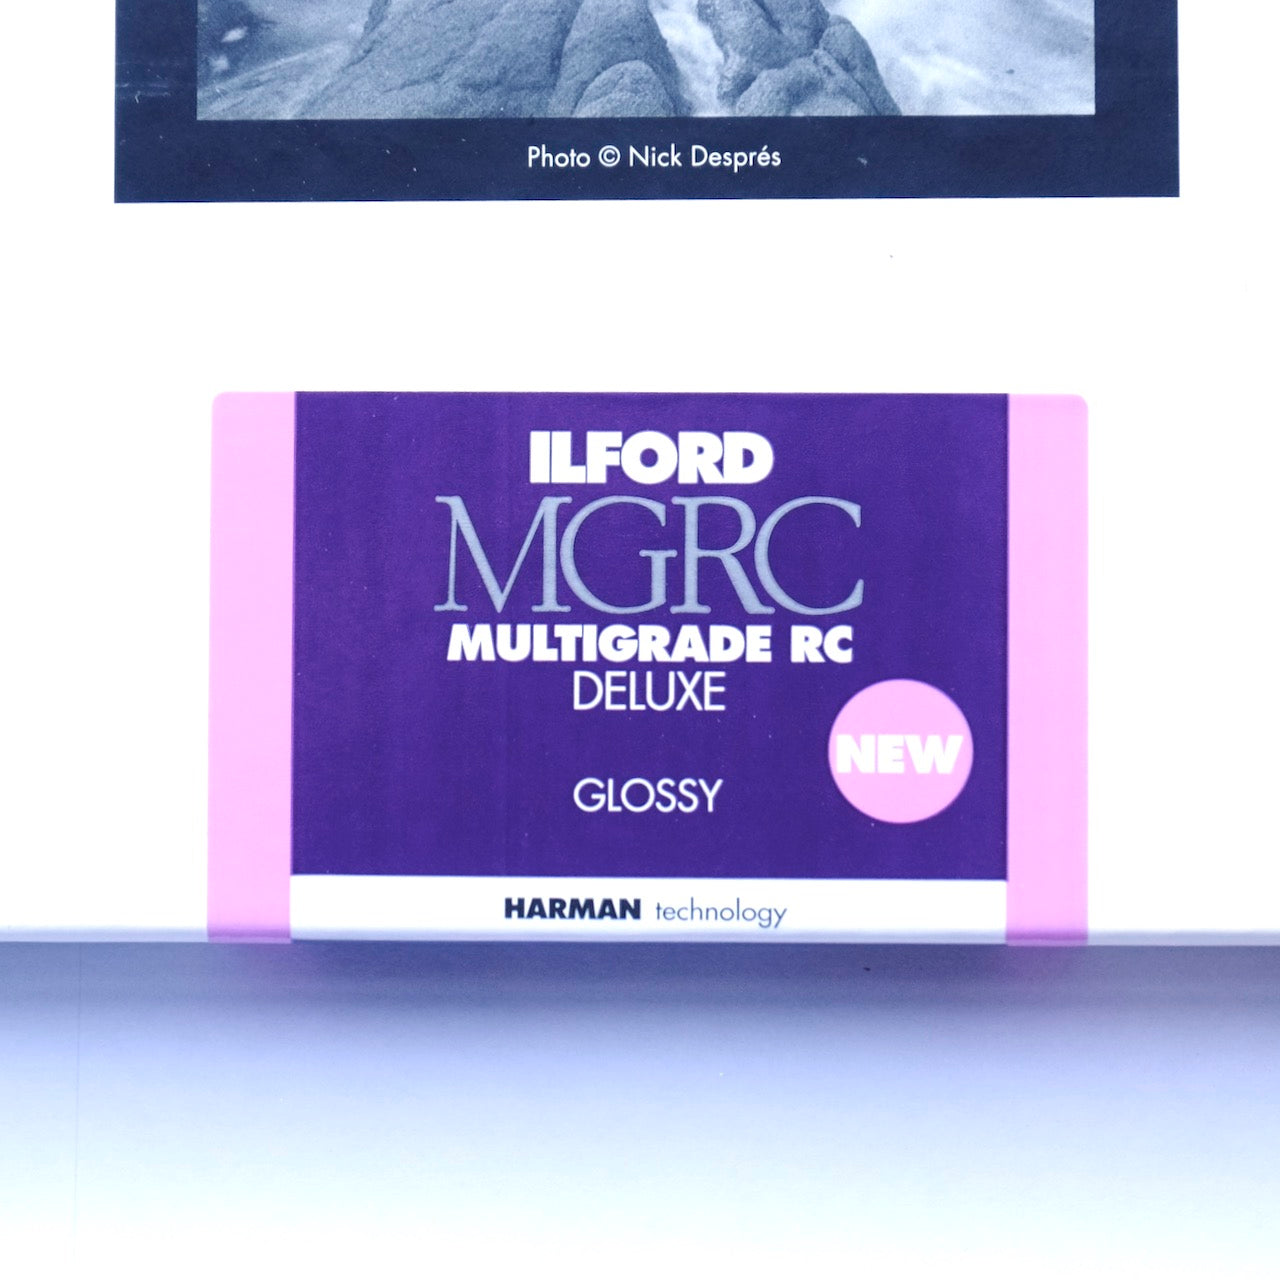 Photo © Nick Després
ILFORD
MGRC
MULTIGRADE RC
DELUXE
NEW
GLOSSY
HARMAN technology